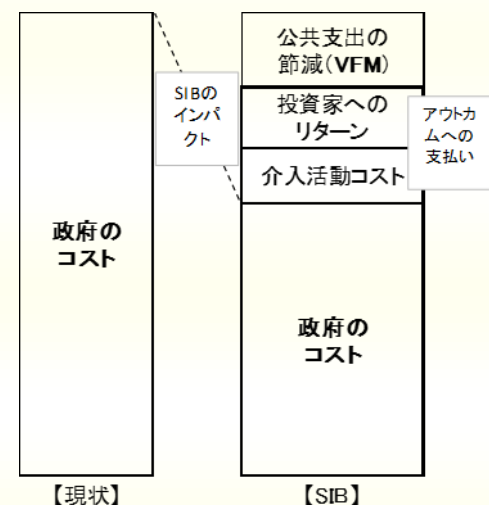 政府の
コスト
【現状】
SIBの
インパ
クト
公共支出の
節減(VFM)
投資家への
リターン
介入活動コスト
アウトカ
ムへの
支払い
政府の
コスト
【SIB】